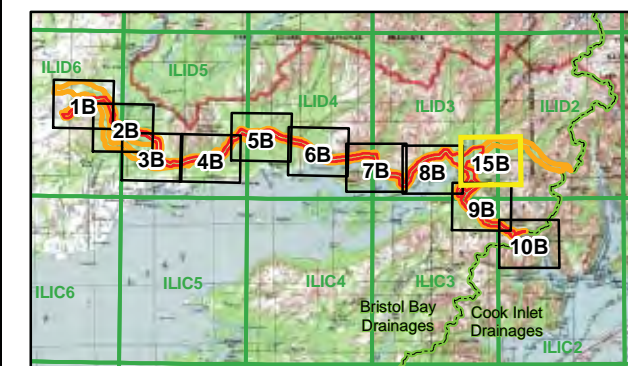 ILID6
ILID5
ILID4
ILID3
ILID2
1B
2B
3B
4B
5B
6B
7B
8B
15B
9B
10B
ILIC6
ILIC5
ILIC4
ILIC3
Bristol Bay
Drainages
Cook Inlet
Drainages
ILIC2